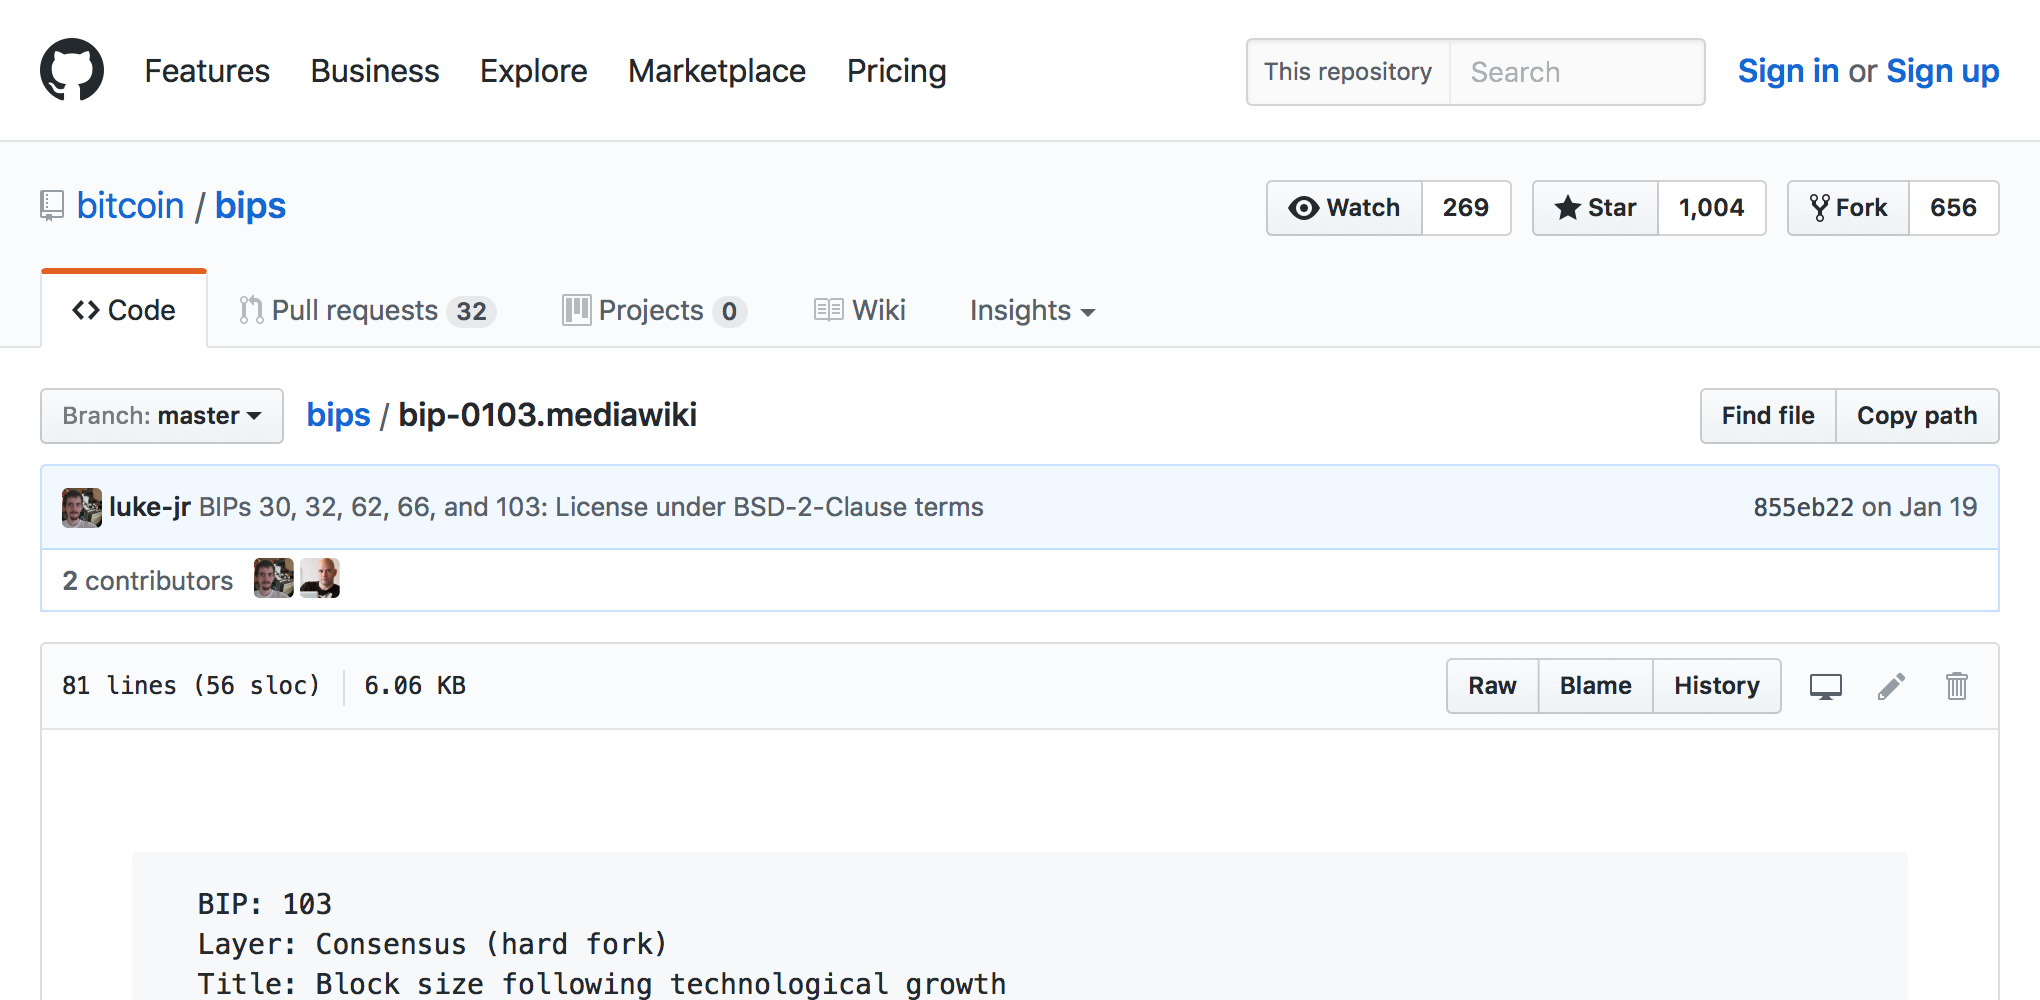 Features Business Explore Marketplace Pricing This repository Search Sign in or Sign up
bitcoin / bips Watch 269 Star 1,004 Fork 656
Code Pull requests 32 Projects 0 Wiki Insights
Branch: master bips / bip-0103.mediawiki Find file Copy path
luke-jr BIPs 30, 32, 62, 66, and 103: License under BSD-2-Clause terms 855eb22 on Jan 19
2 contributors
81 lines (56 sloc) 6.06 KB Raw Blame History
BIP: 103
Layer: Consensus (hard fork)
Title: Block size following technological growth